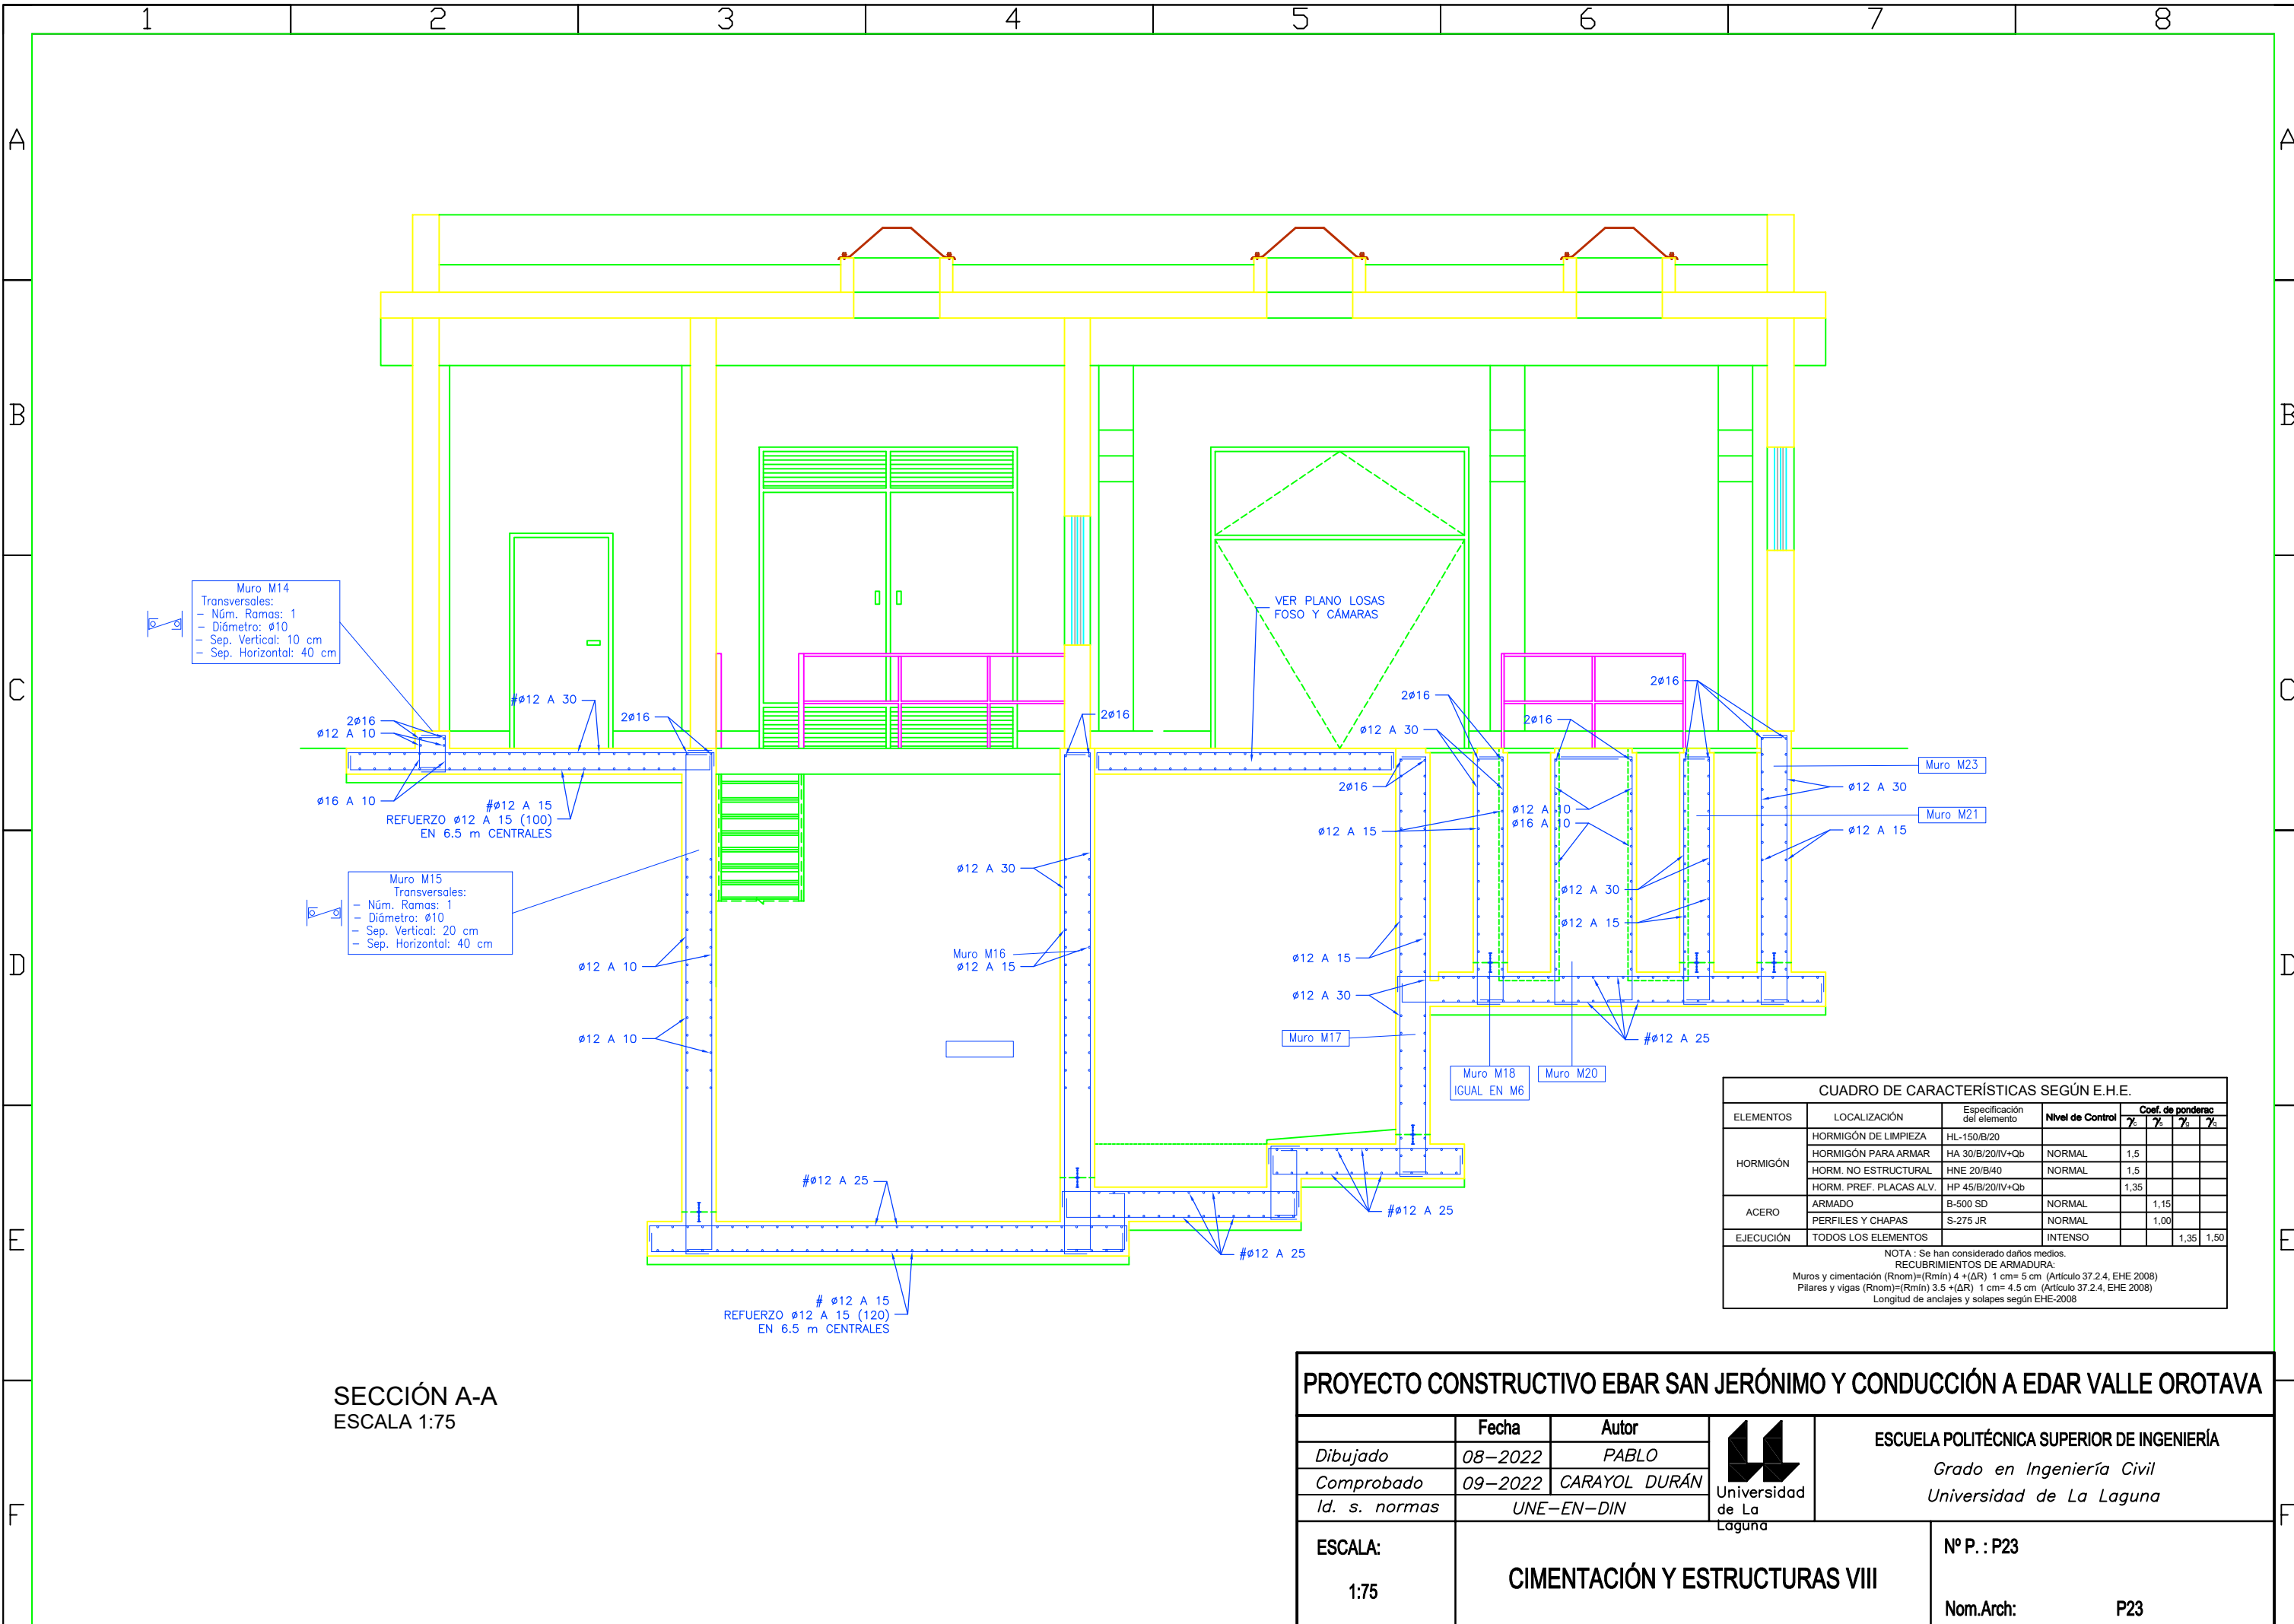 1 2 3 4 5 6 7 8
A A
B B
C C
D D
E E
F F
Muro M14
Transversales:
- Núm. Ramas: 1
- Diámetro: ø10
- Sep. Vertical: 10 cm
- Sep. Horizontal: 40 cm
VER PLANO LOSAS
FOSO Y CÁMARAS
2ø16
ø12 A 10
#ø12 A 30
2ø16
2ø16
2ø16
ø12 A 30
2ø16
2ø16
ø16 A 10
#ø12 A 15
REFUERZO ø12 A 15 (100)
EN 6.5 m CENTRALES
2ø16
ø12 A 15
ø12 A 10
ø16 A 10
Muro M23
ø12 A 30
Muro M21
ø12 A 15
Muro M15
Transversales:
- Núm. Ramas: 1
- Diámetro: ø10
- Sep. Vertical: 20 cm
- Sep. Horizontal: 40 cm
ø12 A 30
ø12 A 30
ø12 A 15
ø12 A 10
Muro M16
ø12 A 15
ø12 A 15
ø12 A 30
ø12 A 10
Muro M17
#ø12 A 25
Muro M18
IGUAL EN M6
Muro M20
#ø12 A 25
#ø12 A 25
#ø12 A 25
# ø12 A 15
REFUERZO ø12 A 15 (120)
EN 6.5 m CENTRALES
CUADRO DE CARACTERÍSTICAS SEGÚN E.H.E.
ELEMENTOS LOCALIZACIÓN Especificación del elemento Nivel de Control Coef. de ponderac
γc γs γg γq
HORMIGÓN
HORMIGÓN DE LIMPIEZA HL-150/B/20
HORMIGÓN PARA ARMAR HA 30/B/20/IV+Qb NORMAL 1,5
HORM. NO ESTRUCTURAL HNE 20/B/40 NORMAL 1,5
HORM. PREF. PLACAS ALV. HP 45/B/20/IV+Qb 1,35
ACERO
ARMADO B-500 SD NORMAL 1,15
PERFILES Y CHAPAS S-275 JR NORMAL 1,00
EJECUCIÓN TODOS LOS ELEMENTOS INTENSO 1,35 1,50
NOTA : Se han considerado daños medios.
RECUBRIMIENTOS DE ARMADURA:
Muros y cimentación (Rnom)=(Rmín) 4 +(ΔR) 1 cm= 5 cm (Artículo 37.2.4, EHE 2008)
Pilares y vigas (Rnom)=(Rmín) 3.5 +(ΔR) 1 cm= 4.5 cm (Artículo 37.2.4, EHE 2008)
Longitud de anclajes y solapes según EHE-2008
SECCIÓN A-A
ESCALA 1:75
PROYECTO CONSTRUCTIVO EBAR SAN JERÓNIMO Y CONDUCCIÓN A EDAR VALLE OROTAVA
Fecha Autor
Dibujado 08-2022 PABLO
Comprobado 09-2022 CARAYOL DURÁN
Id. s. normas UNE-EN-DIN
Universidad
de La
Laguna
ESCUELA POLITÉCNICA SUPERIOR DE INGENIERÍA
Grado en Ingeniería Civil
Universidad de La Laguna
ESCALA:
1:75
CIMENTACIÓN Y ESTRUCTURAS VIII
Nº P. : P23
Nom.Arch: P23